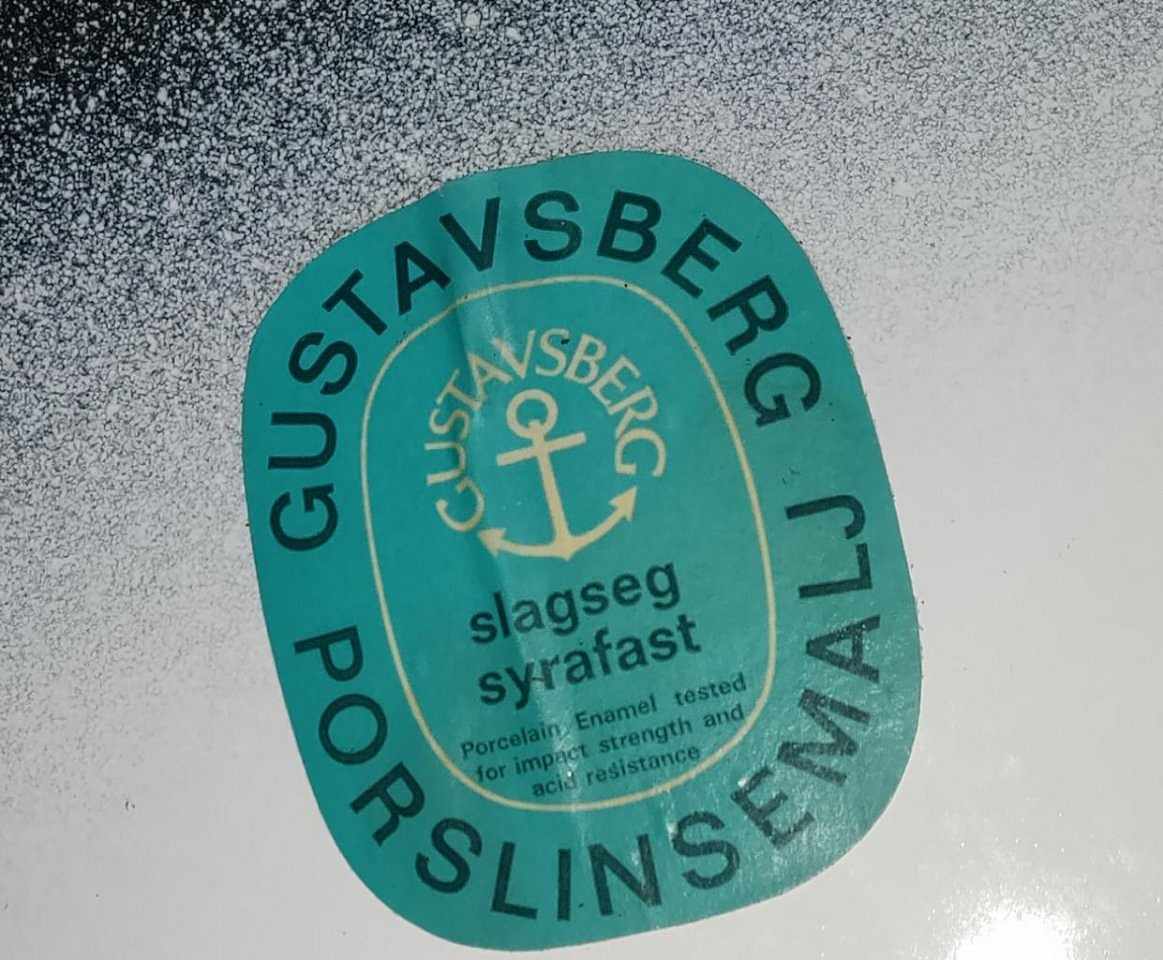 GUSTAVSBERG
GUSTAVSBERG
slagseg
syrafast
Porcelain Enamel tested
for impact strength and
acid resistance
PORSLINSEMALJ